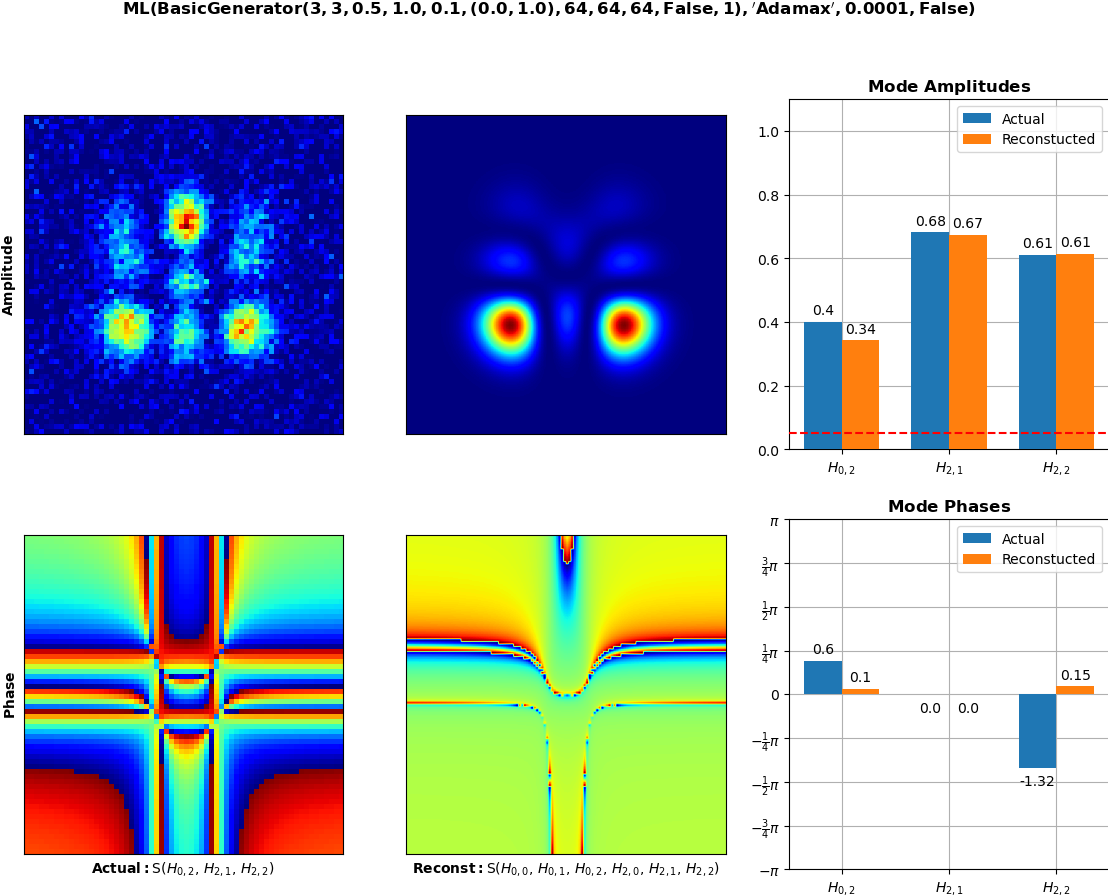 ML(BasicGenerator(3, 3, 0.5, 1.0, 0.1, (0.0, 1.0), 64, 64, 64, False, 1), ′Adamax′, 0.0001, False)
Amplitude
Mode Amplitudes
Actual
Reconstucted
1.0
0.8
0.6
0.4
0.2
0.0
0.4
0.34
0.68
0.67
0.61
0.61
H0, 2
H2, 1
H2, 2
Phase
Actual: S(H0, 2, H2, 1, H2, 2)
Reconst: S(H0, 0, H0, 1, H0, 2, H2, 0, H2, 1, H2, 2)
Mode Phases
Actual
Reconstucted
π
3/4π
1/2π
1/4π
0
−1/4π
−1/2π
−3/4π
−π
0.6
0.1
0.0
0.0
-1.32
0.15
H0, 2
H2, 1
H2, 2